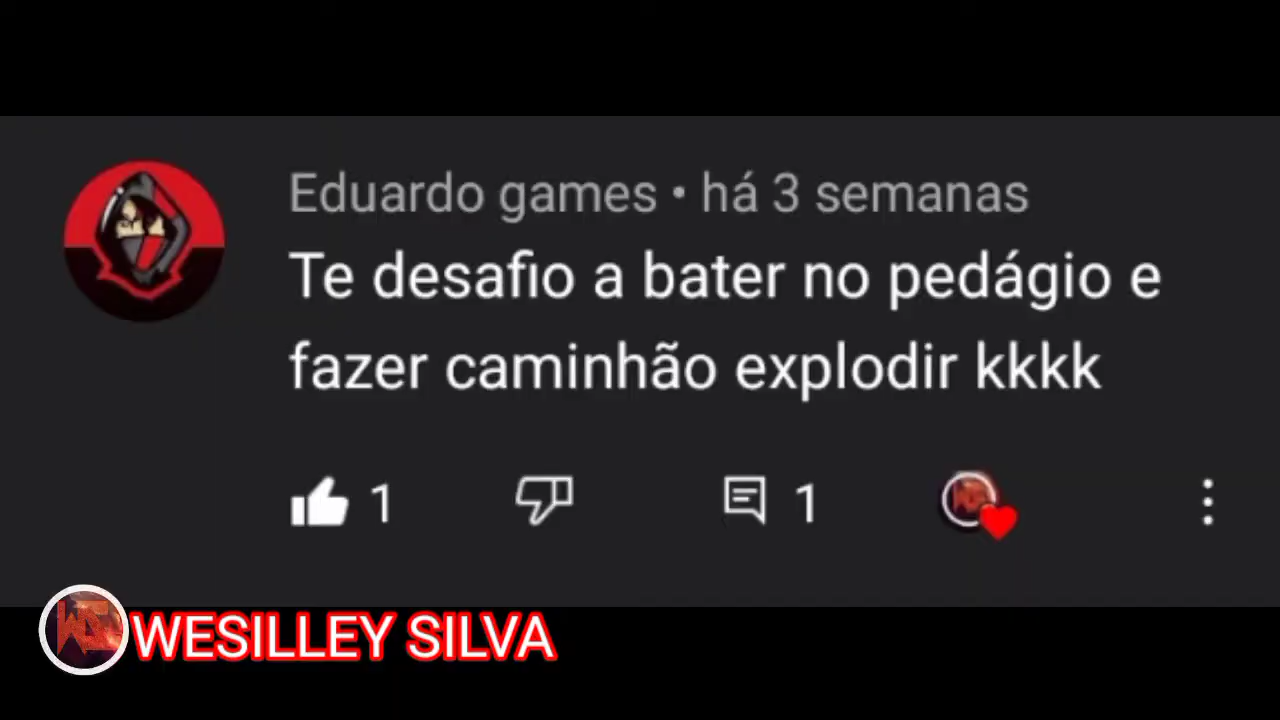 Eduardo games • há 3 semanas
Te desafio a bater no pedágio e
fazer caminhão explodir kkkk
1 1
WESILLEY SILVA